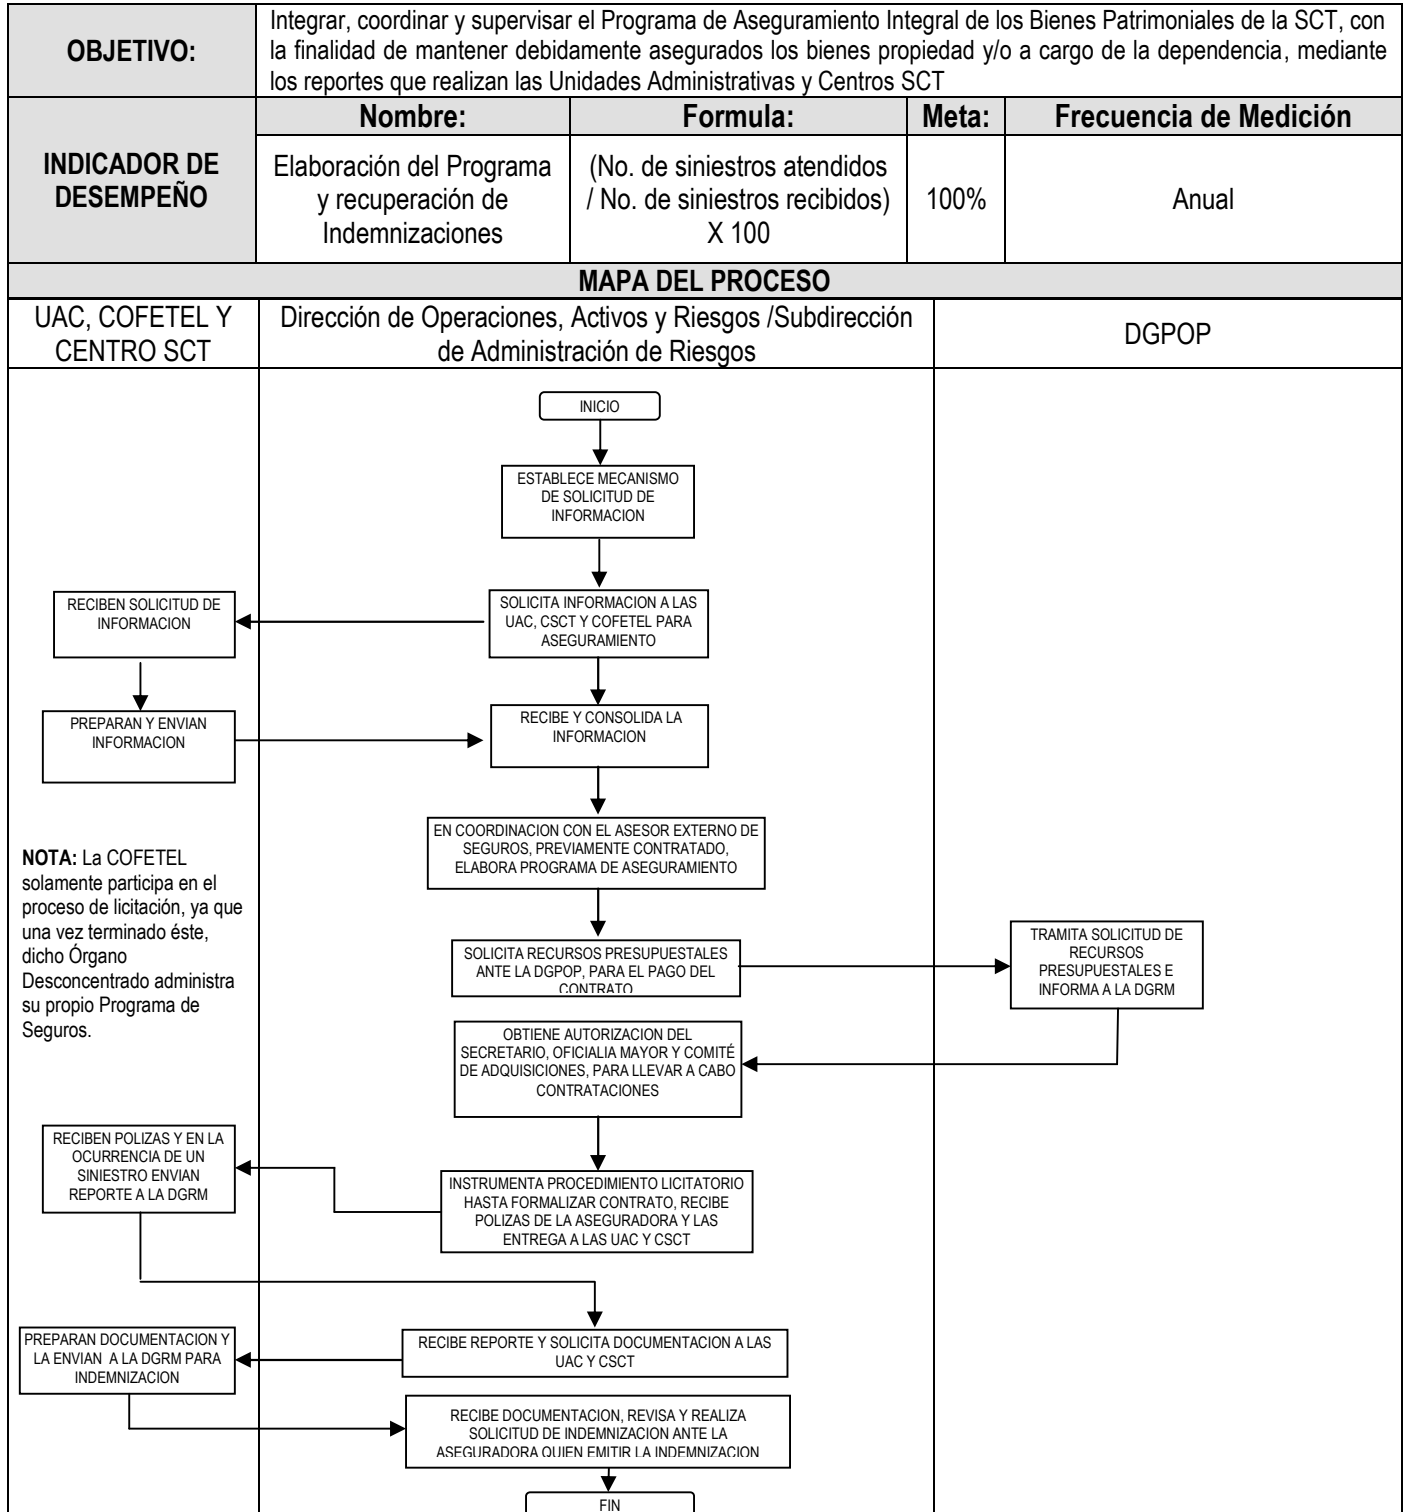 OBJETIVO:
Integrar, coordinar y supervisar el Programa de Aseguramiento Integral de los Bienes Patrimoniales de la SCT, con
la finalidad de mantener debidamente asegurados los bienes propiedad y/o a cargo de la dependencia, mediante
los reportes que realizan las Unidades Administrativas y Centros SCT
INDICADOR DE
DESEMPEÑO
Nombre:
Formula:
Meta:
Frecuencia de Medición
Elaboración del Programa
y recuperación de
Indemnizaciones
(No. de siniestros atendidos
/ No. de siniestros recibidos)
X 100
100%
Anual
MAPA DEL PROCESO
UAC, COFETEL Y
CENTRO SCT
Dirección de Operaciones, Activos y Riesgos /Subdirección
de Administración de Riesgos
DGPOP
INICIO
ESTABLECE MECANISMO
DE SOLICITUD DE
INFORMACION
SOLICITA INFORMACION A LAS
UAC, CSCT Y COFETEL PARA
ASEGURAMIENTO
RECIBEN SOLICITUD DE
INFORMACION
PREPARAN Y ENVIAN
INFORMACION
RECIBE Y CONSOLIDA LA
INFORMACION
EN COORDINACION CON EL ASESOR EXTERNO DE
SEGUROS, PREVIAMENTE CONTRATADO,
ELABORA PROGRAMA DE ASEGURAMIENTO
NOTA: La COFETEL
solamente participa en el
proceso de licitación, ya que
una vez terminado éste,
dicho Órgano
Desconcentrado administra
su propio Programa de
Seguros.
SOLICITA RECURSOS PRESUPUESTALES
ANTE LA DGPOP, PARA EL PAGO DEL
CONTRATO
TRAMITA SOLICITUD DE
RECURSOS
PRESUPUESTALES E
INFORMA A LA DGRM
OBTIENE AUTORIZACION DEL
SECRETARIO, OFICIALIA MAYOR Y COMITÉ
DE ADQUISICIONES, PARA LLEVAR A CABO
CONTRATACIONES
INSTRUMENTA PROCEDIMIENTO LICITATORIO
HASTA FORMALIZAR CONTRATO, RECIBE
POLIZAS DE LA ASEGURADORA Y LAS
ENTREGA A LAS UAC Y CSCT
RECIBEN POLIZAS Y EN LA
OCURRENCIA DE UN
SINIESTRO ENVIAN
REPORTE A LA DGRM
RECIBE REPORTE Y SOLICITA DOCUMENTACION A LAS
UAC Y CSCT
PREPARAN DOCUMENTACION Y
LA ENVIAN A LA DGRM PARA
INDEMNIZACION
RECIBE DOCUMENTACION, REVISA Y REALIZA
SOLICITUD DE INDEMNIZACION ANTE LA
ASEGURADORA QUIEN EMITIR LA INDEMNIZACION
FIN